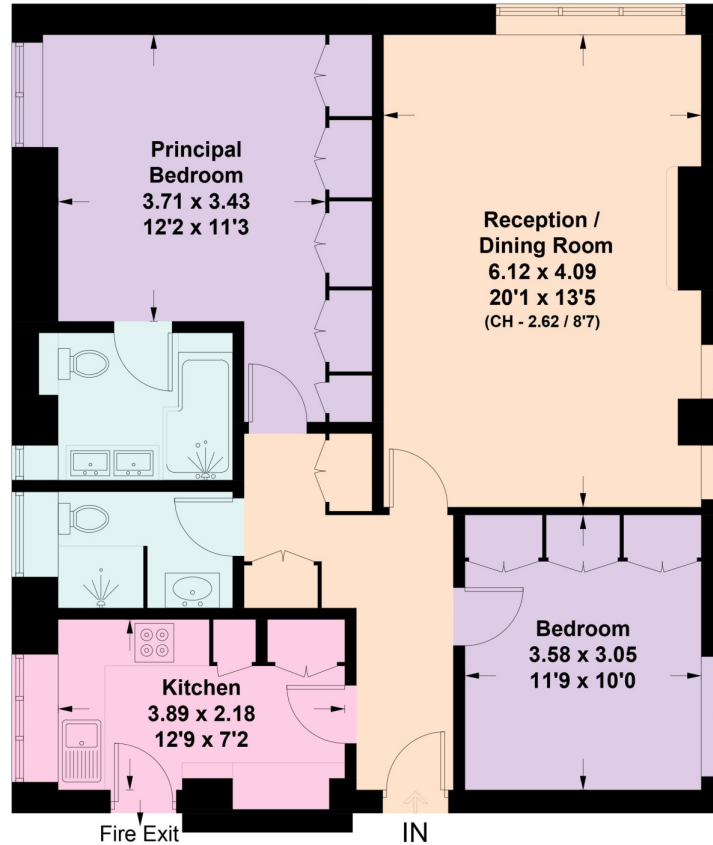 Principal
Bedroom
3.71 x 3.43
12'2 x 11'3
Reception /
Dining Room
6.12 x 4.09
20'1 x 13'5
(CH - 2.62 / 8'7)
Bedroom
3.58 x 3.05
11'9 x 10'0
Kitchen
3.89 x 2.18
12'9 x 7'2
Fire Exit
IN